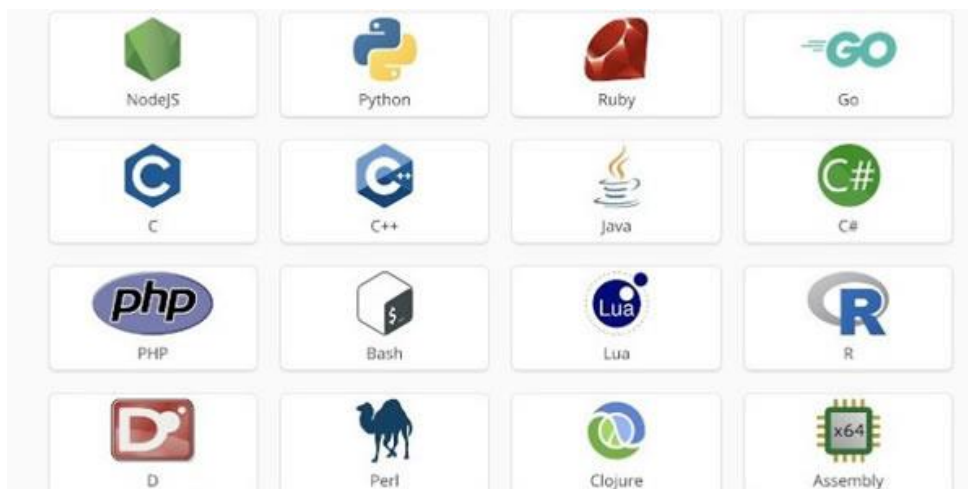 GO
NodeJS Python Ruby Go
C C++ C#
C C++ Java C#
php $_ Lua R
PHP Bash Lua R
D x64
D Perl Clojure Assembly